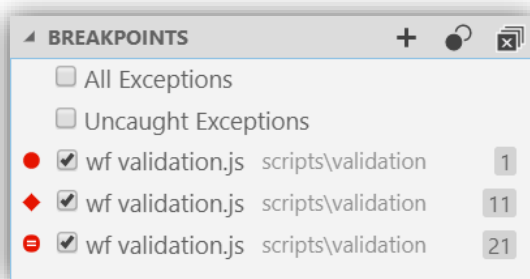 BREAKPOINTS
All Exceptions
Uncaught Exceptions
wf validation.js scripts\validation 1
wf validation.js scripts\validation 11
wf validation.js scripts\validation 21